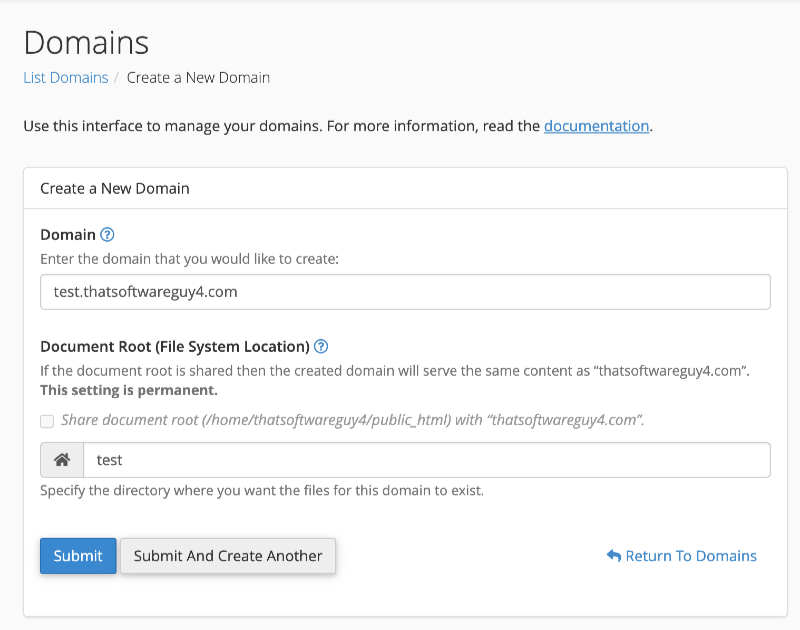 Domains
List Domains / Create a New Domain
Use this interface to manage your domains. For more information, read the documentation.
Create a New Domain
Domain
Enter the domain that you would like to create:
test.thatsoftwareguy4.com
Document Root (File System Location)
If the document root is shared then the created domain will serve the same content as “thatsoftwareguy4.com”.
This setting is permanent.
Share document root (/home/thatsoftwareguy4/public_html) with “thatsoftwareguy4.com”.
test
Specify the directory where you want the files for this domain to exist.
Submit Submit And Create Another Return To Domains